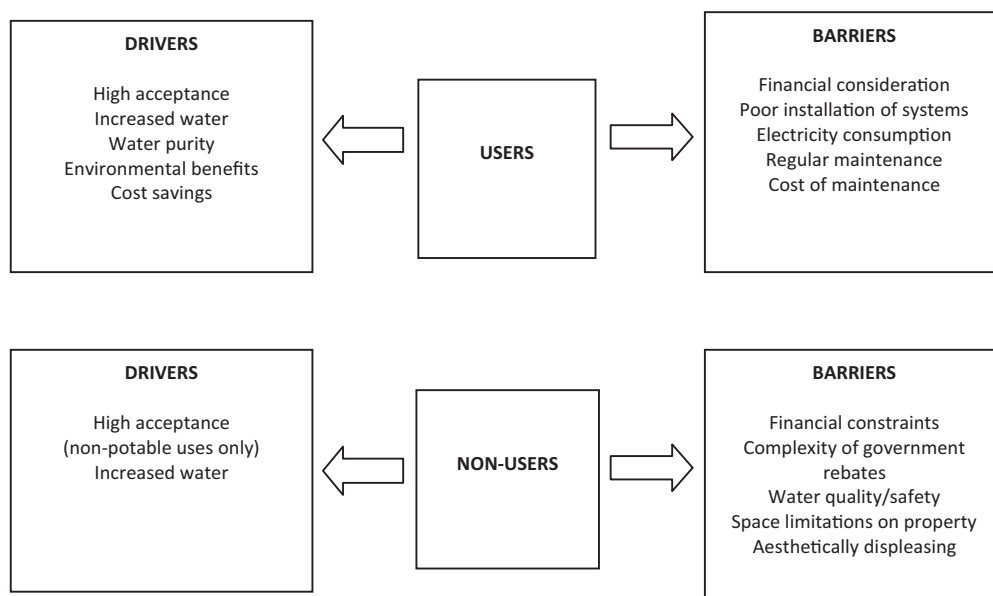 DRIVERS
High acceptance
Increased water
Water purity
Environmental benefits
Cost savings
USERS
BARRIERS
Financial consideration
Poor installation of systems
Electricity consumption
Regular maintenance
Cost of maintenance
DRIVERS
High acceptance
(non-potable uses only)
Increased water
NON-USERS
BARRIERS
Financial constraints
Complexity of government
rebates
Water quality/safety
Space limitations on property
Aesthetically displeasing